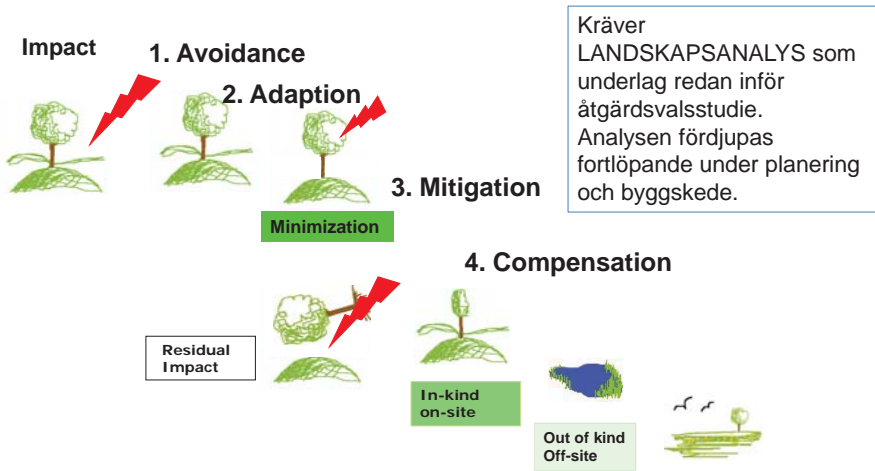 Impact
1. Avoidance
2. Adaption
3. Mitigation
Minimization
4. Compensation
Residual
Impact
In-kind
on-site
Out of kind
Off-site
Kräver
LANDSKAPSANALYS som
underlag redan inför
åtgärdsvalsstudie.
Analysen fördjupas
fortlöpande under planering
och byggskede.